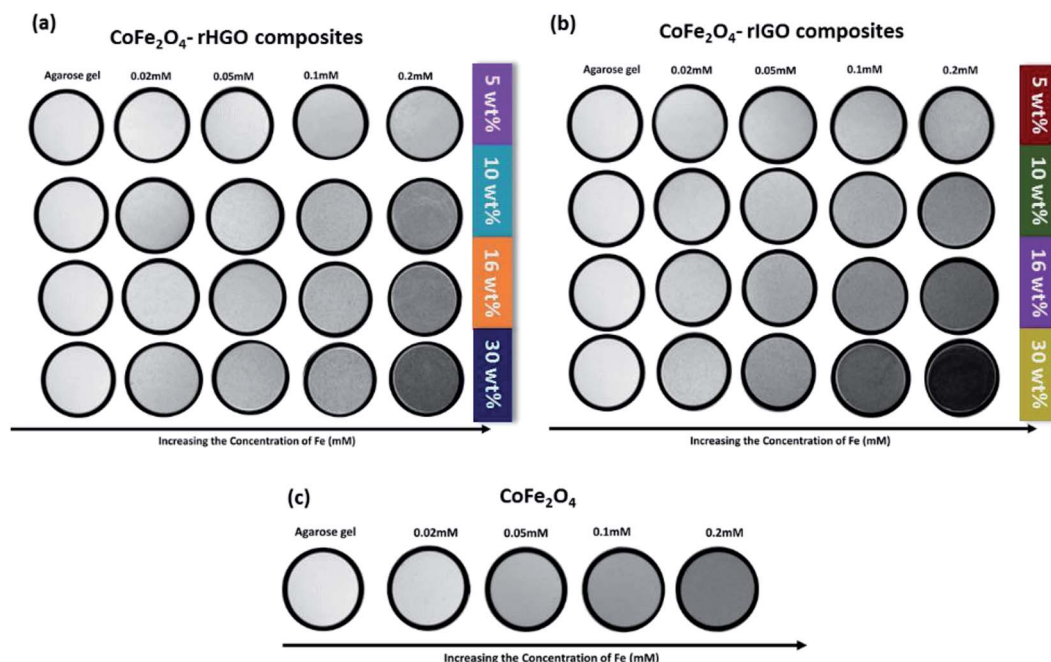 (a)
CoFe₂O₄- rHGO composites
Agarose gel 0.02mM 0.05mM 0.1mM 0.2mM
5 wt%
10 wt%
16 wt%
30 wt%
Increasing the Concentration of Fe (mM)
(b)
CoFe₂O₄- rIGO composites
Agarose gel 0.02mM 0.05mM 0.1mM 0.2mM
5 wt%
10 wt%
16 wt%
30 wt%
Increasing the Concentration of Fe (mM)
(c)
CoFe₂O₄
Agarose gel 0.02mM 0.05mM 0.1mM 0.2mM
Increasing the Concentration of Fe (mM)